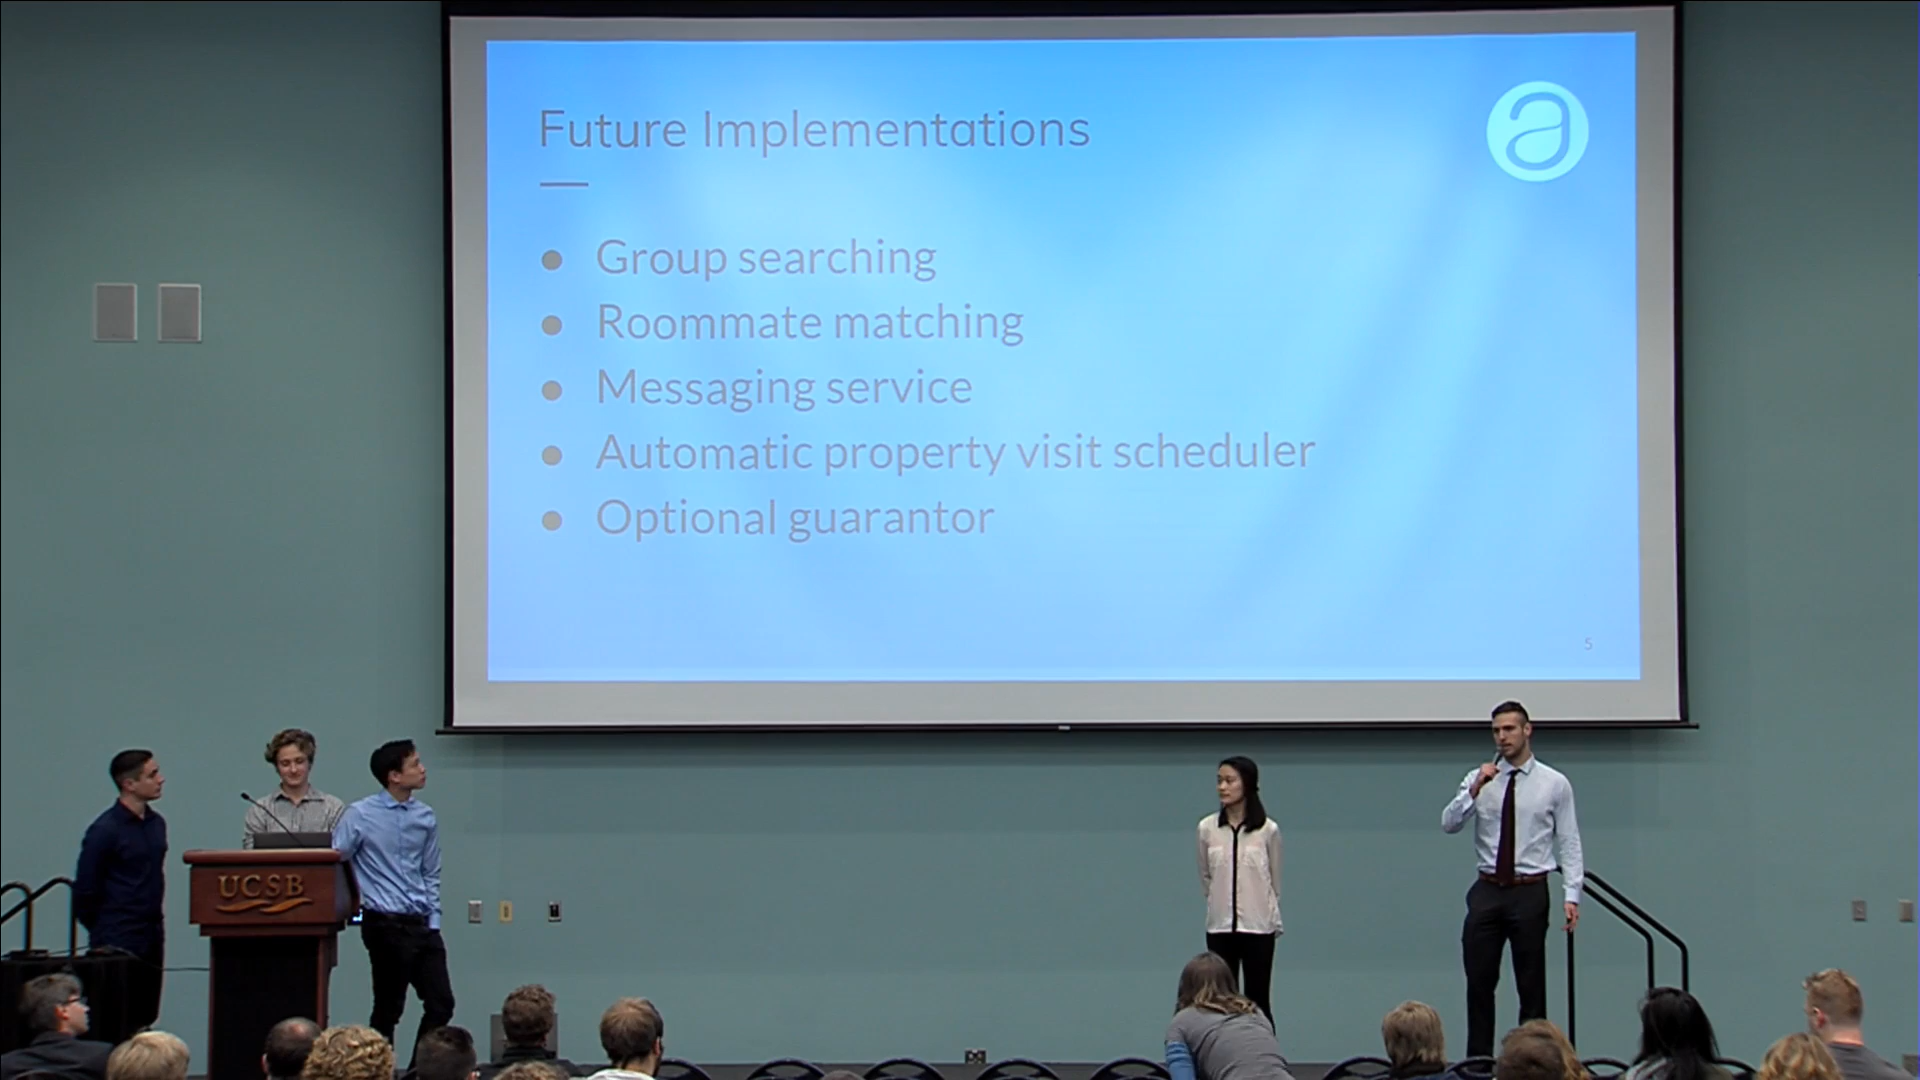 Future Implementations
● Group searching
● Roommate matching
● Messaging service
● Automatic property visit scheduler
● Optional guarantor
5
UCSB